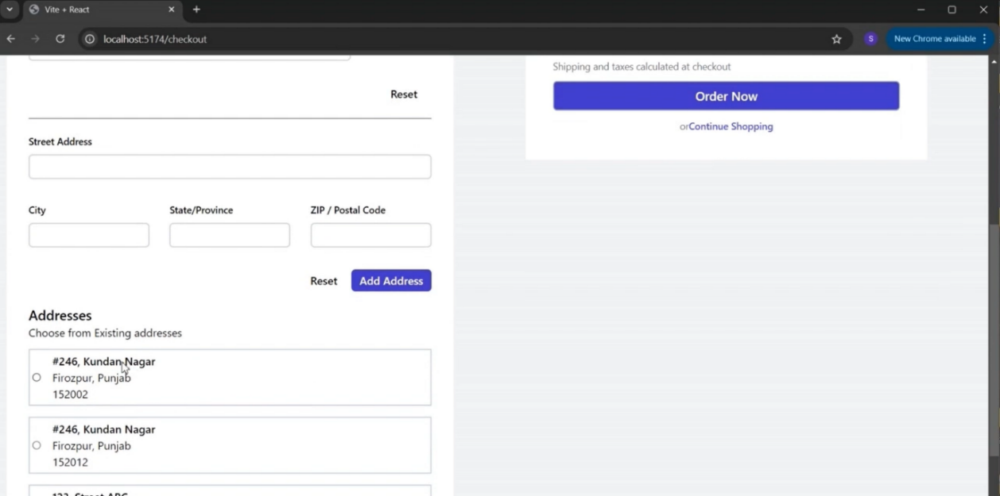 Vite + React
localhost:5174/checkout
S
New Chrome available
Shipping and taxes calculated at checkout
Order Now
orContinue Shopping
Reset
Street Address
City State/Province ZIP / Postal Code
Reset Add Address
Addresses
Choose from Existing addresses
#246, Kundan Nagar
Firozpur, Punjab
152002
#246, Kundan Nagar
Firozpur, Punjab
152012
123, Street ABC